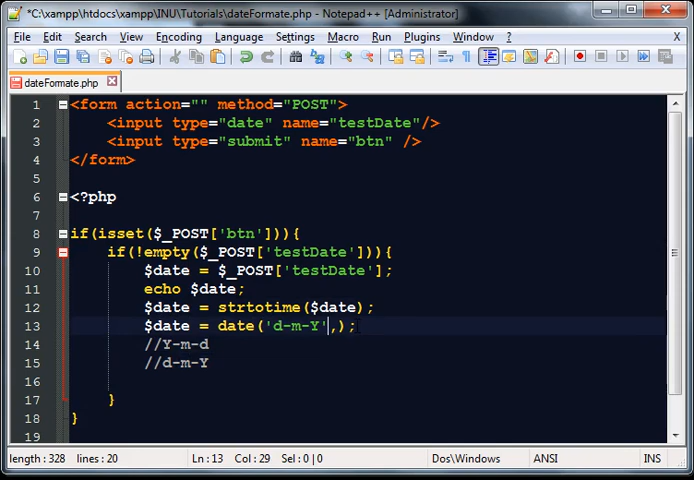 *C:\xampp\htdocs\xampp\INU\Tutorials\dateFormate.php - Notepad++ [Administrator]
File Edit Search View Encoding Language Settings Macro Run Plugins Window ? X
dateFormate.php
1 <form action="" method="POST">
2 <input type="date" name="testDate"/>
3 <input type="submit" name="btn" />
4 </form>
5
6 <?php
7
8 if(isset($_POST['btn'])){
9 if(!empty($_POST['testDate'])){
10 $date = $_POST['testDate'];
11 echo $date;
12 $date = strtotime($date);
13 $date = date('d-m-Y',);
14 //Y-m-d
15 //d-m-Y
16
17 }
18 }
19
length : 328 lines : 20 Ln : 13 Col : 29 Sel : 0 | 0 Dos\Windows ANSI INS